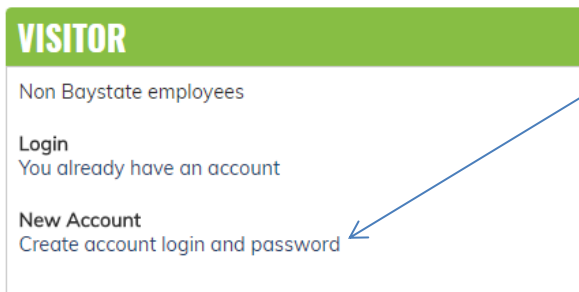 VISITOR
Non Baystate employees
Login
You already have an account
New Account
Create account login and password